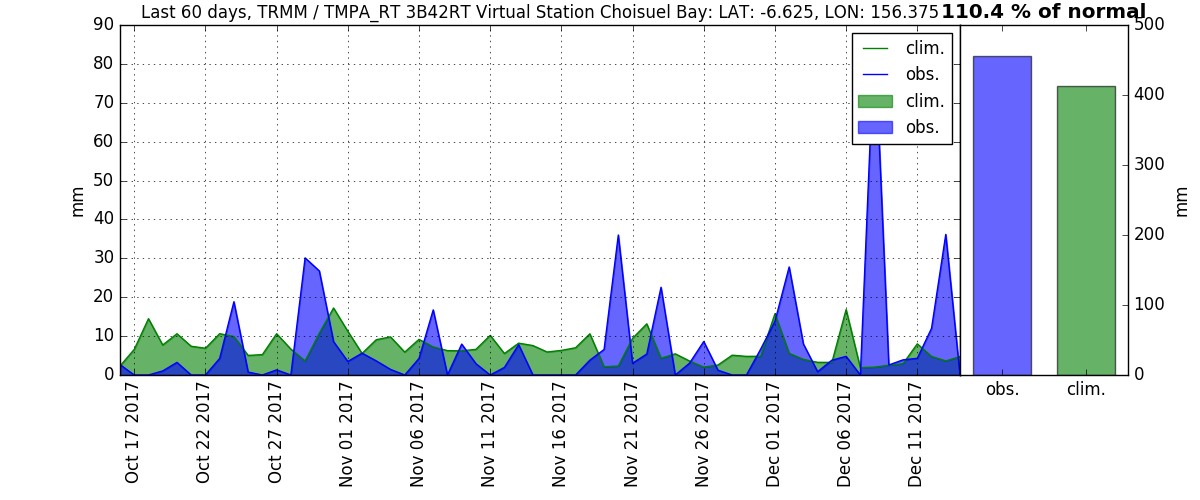 Last 60 days, TRMM / TMPA_RT 3B42RT Virtual Station Choisuel Bay: LAT: -6.625, LON: 156.375
110.4 % of normal
90
80
70
60
50
40
30
20
10
0
mm
clim.
obs.
clim.
obs.
Oct 17 2017
Oct 22 2017
Oct 27 2017
Nov 01 2017
Nov 06 2017
Nov 11 2017
Nov 16 2017
Nov 21 2017
Nov 26 2017
Dec 01 2017
Dec 06 2017
Dec 11 2017
500
400
300
200
100
0
mm
obs.
clim.